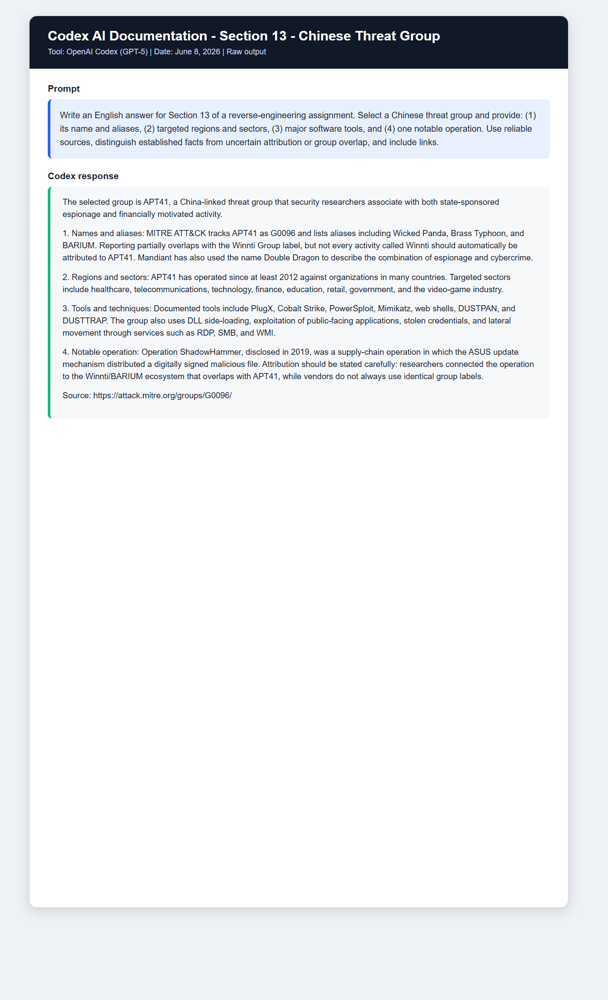 Codex AI Documentation - Section 13 - Chinese Threat Group
Tool: OpenAI Codex (GPT-5) | Date: June 8, 2026 | Raw output
Prompt
Write an English answer for Section 13 of a reverse-engineering assignment. Select a Chinese threat group and provide: (1)
its name and aliases, (2) targeted regions and sectors, (3) major software tools, and (4) one notable operation. Use reliable
sources, distinguish established facts from uncertain attribution or group overlap, and include links.
Codex response
The selected group is APT41, a China-linked threat group that security researchers associate with both state-sponsored
espionage and financially motivated activity.
1. Names and aliases: MITRE ATT&CK tracks APT41 as G0096 and lists aliases including Wicked Panda, Brass Typhoon, and
BARIUM. Reporting partially overlaps with the Winnti Group label, but not every activity called Winnti should automatically be
attributed to APT41. Mandiant has also used the name Double Dragon to describe the combination of espionage and cybercrime.
2. Regions and sectors: APT41 has operated since at least 2012 against organizations in many countries. Targeted sectors
include healthcare, telecommunications, technology, finance, education, retail, government, and the video-game industry.
3. Tools and techniques: Documented tools include PlugX, Cobalt Strike, PowerSploit, Mimikatz, web shells, DUSTPAN, and
DUSTTRAP. The group also uses DLL side-loading, exploitation of public-facing applications, stolen credentials, and lateral
movement through services such as RDP, SMB, and WMI.
4. Notable operation: Operation ShadowHammer, disclosed in 2019, was a supply-chain operation in which the ASUS update
mechanism distributed a digitally signed malicious file. Attribution should be stated carefully: researchers connected the operation
to the Winnti/BARIUM ecosystem that overlaps with APT41, while vendors do not always use identical group labels.
Source: https://attack.mitre.org/groups/G0096/